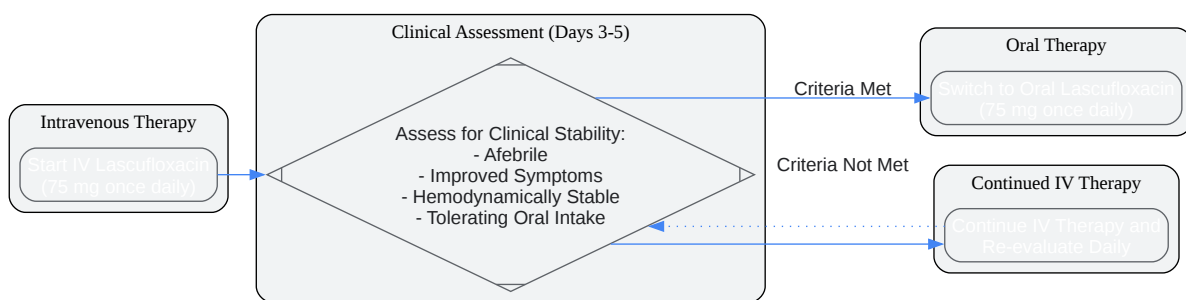 Intravenous Therapy
Start IV Lascufloxacin
(75 mg once daily)
Clinical Assessment (Days 3-5)
Assess for Clinical Stability:
- Afebrile
- Improved Symptoms
- Hemodynamically Stable
- Tolerating Oral Intake
Criteria Met
Oral Therapy
Switch to Oral Lascufloxacin
(75 mg once daily)
Criteria Not Met
Continued IV Therapy
Continue IV Therapy and
Re-evaluate Daily